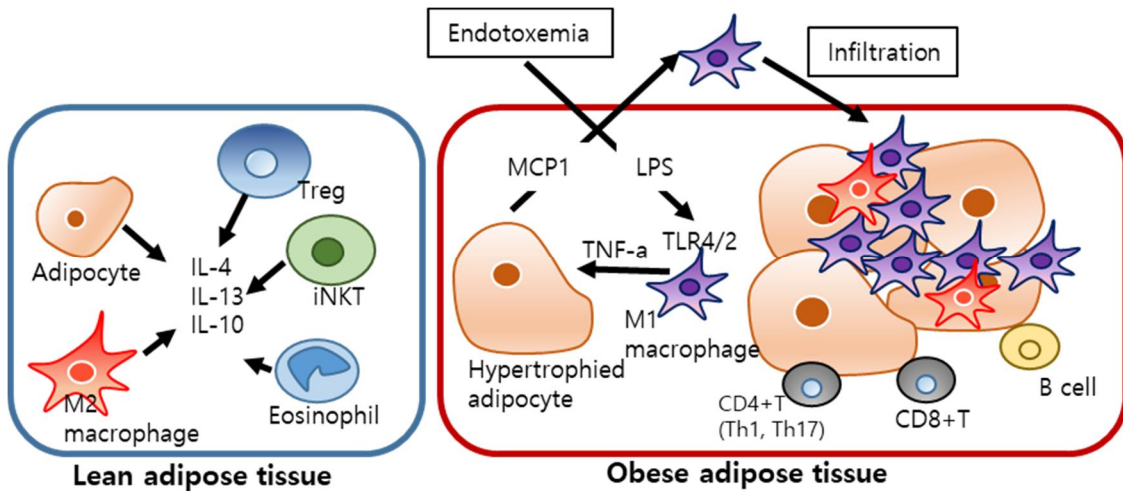 Endotoxemia
Infiltration
Treg
Adipocyte
IL-4
IL-13
IL-10
iNKT
M2
macrophage
Eosinophil
Lean adipose tissue
MCP1
LPS
TNF-a
TLR4/2
M1
macrophage
Hypertrophied
adipocyte
CD4+T
(Th1, Th17)
CD8+T
B cell
Obese adipose tissue